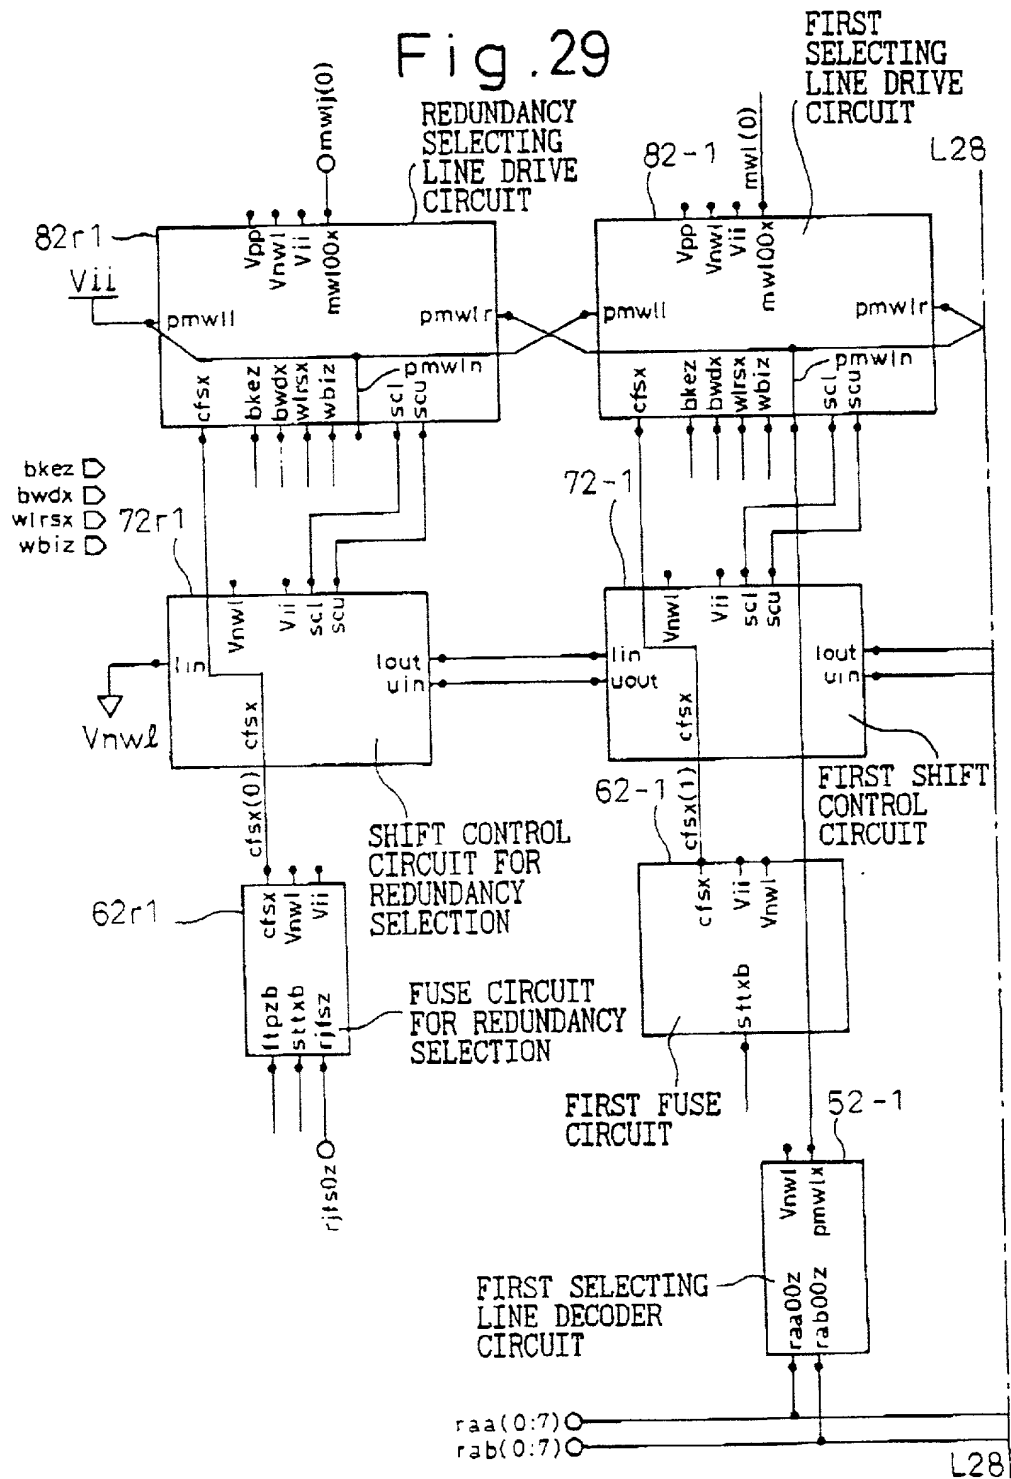 Fig.29
FIRST
SELECTING
LINE DRIVE
CIRCUIT
mwlj(0)
REDUNDANCY
SELECTING
LINE DRIVE
CIRCUIT
82-1
mwl(0)
L28
82r1
Vii
Vpp
Vnwl
Vii
mwl00x
pmwll
pmwlr
pmwln
cfsx
bkez
bwdx
wlrsx
wbiz
scl
scu
Vpp
Vnwl
Vii
mwl00x
pmwll
pmwlr
pmwln
cfsx
bkez
bwdx
wlrsx
wbiz
scl
scu
bkez
bwdx
wlrsx
wbiz
72r1
72-1
Vnwl
Vii
scl
scu
lin
lout
uin
cfsx
Vnwl
Vnwl
Vii
scl
scu
lin
uout
lout
uin
cfsx
cfsx(0)
SHIFT CONTROL
CIRCUIT FOR
REDUNDANCY
SELECTION
62-1
cfsx(1)
FIRST SHIFT
CONTROL
CIRCUIT
62r1
cfsx
Vnwl
Vii
ftpzb
sttxb
rjfsz
FUSE CIRCUIT
FOR REDUNDANCY
SELECTION
rjfs0z
cfsx
Vii
Vnwl
sttxb
FIRST FUSE
CIRCUIT
52-1
Vnwl
pmwlx
raa00z
rab00z
FIRST SELECTING
LINE DECODER
CIRCUIT
raa(0:7)
rab(0:7)
L28